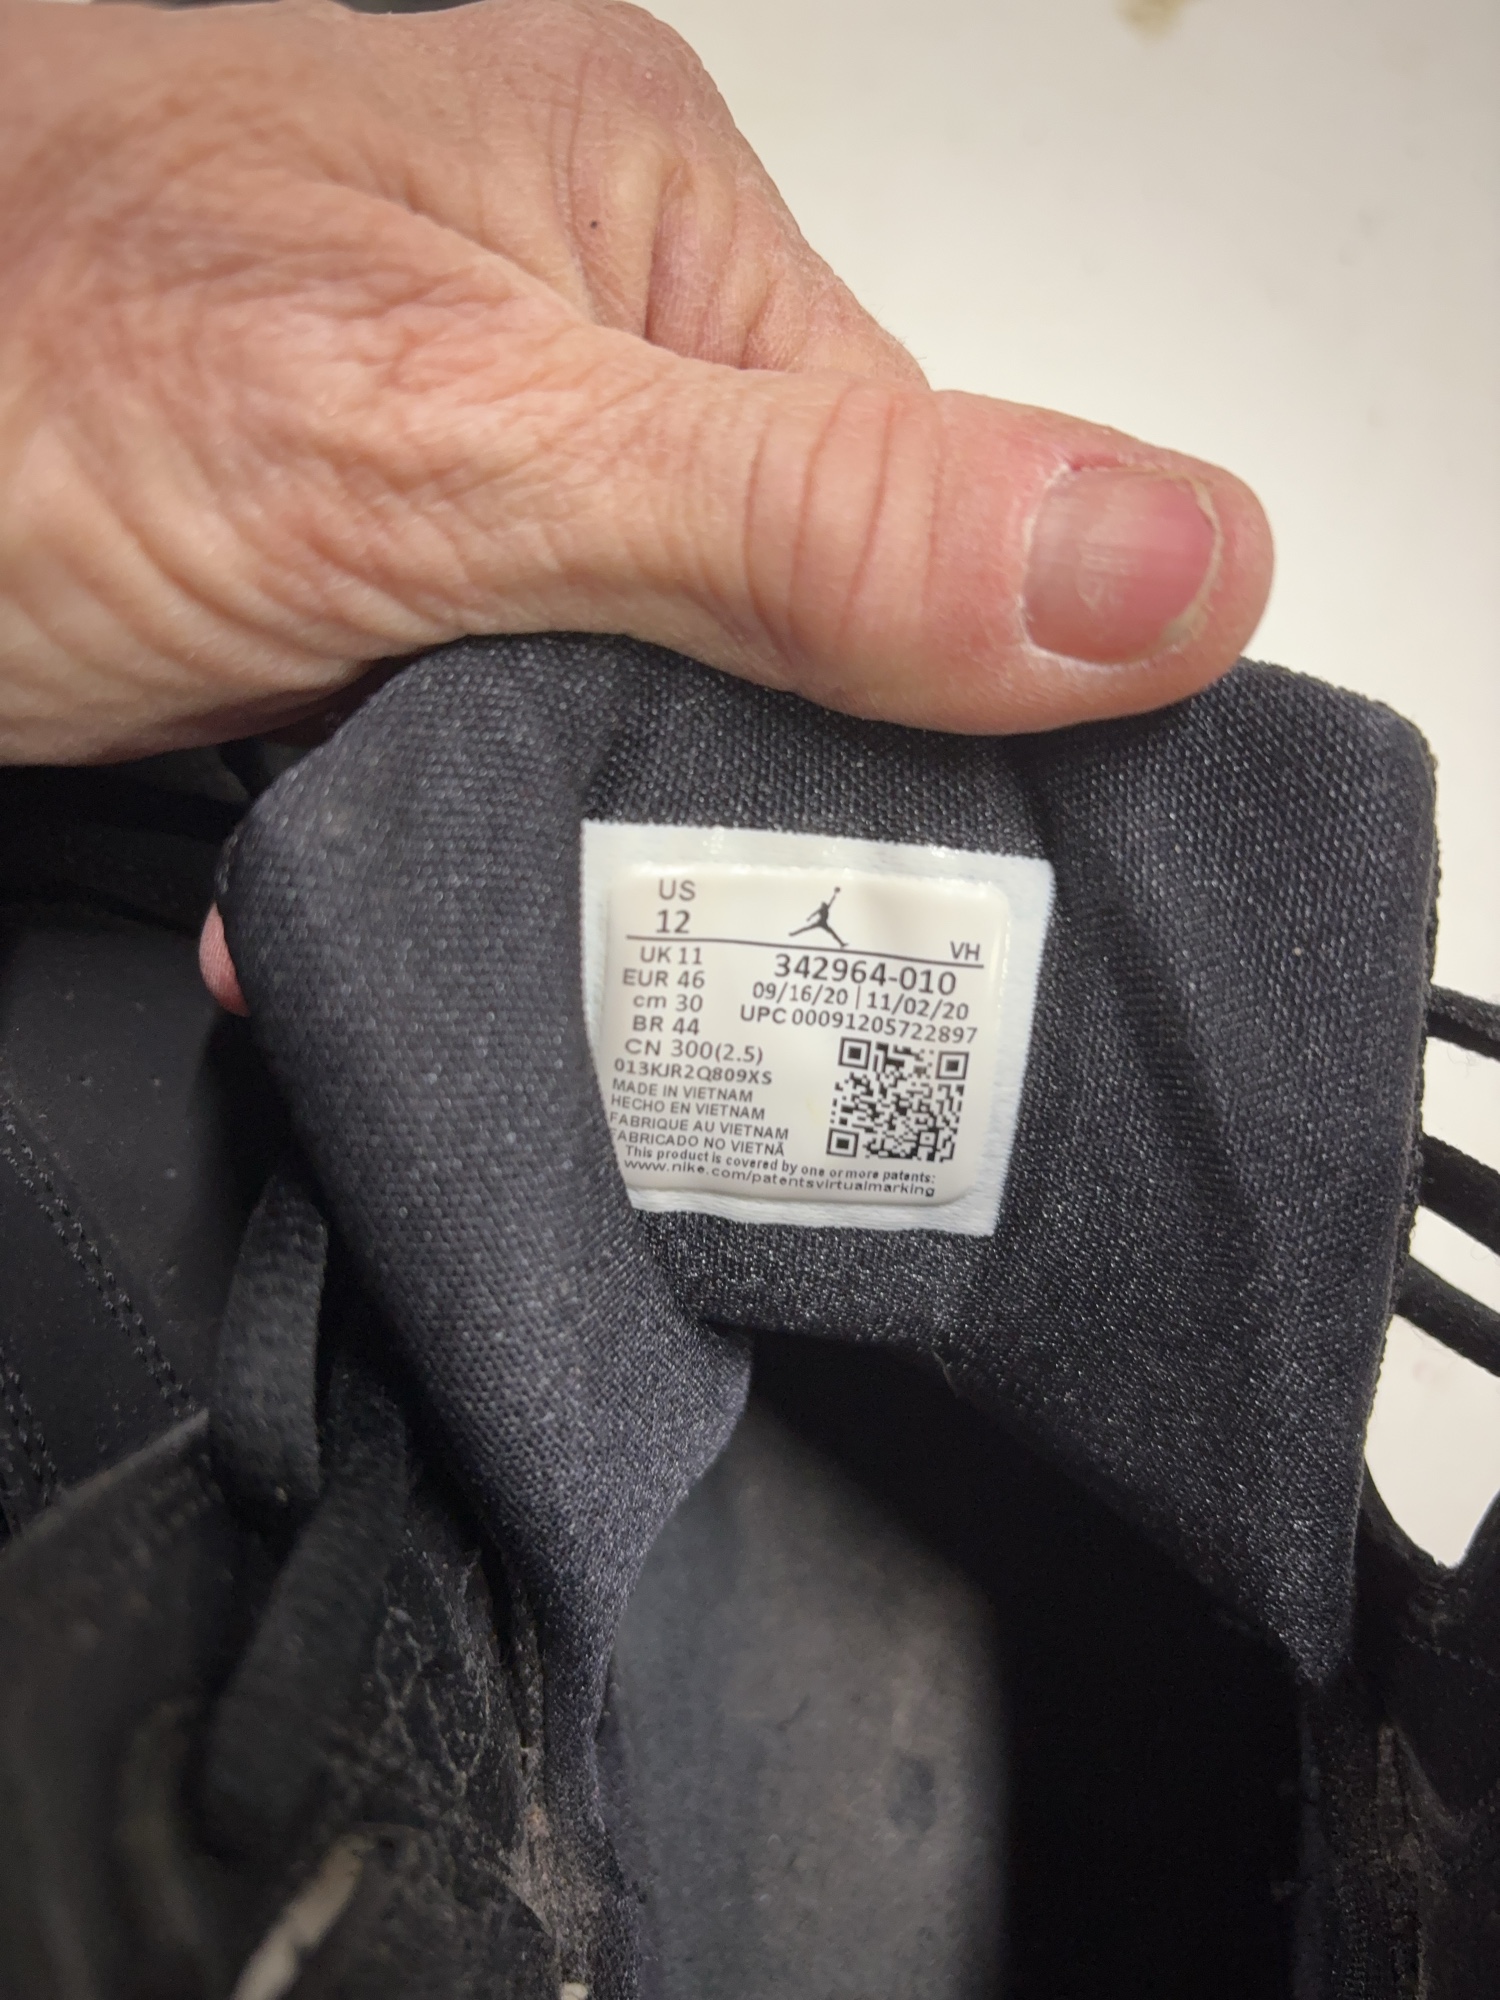 US
12
VH
UK 11
342964-010
EUR 46
09/16/20 | 11/02/20
cm 30
UPC 00091205722897
BR 44
CN 300(2.5)
013KJR2Q809XS
MADE IN VIETNAM
HECHO EN VIETNAM
FABRIQUE AU VIETNAM
FABRICADO NO VIETNÃ
This product is covered by one or more patents:
www.nike.com/patentsvirtualmarking